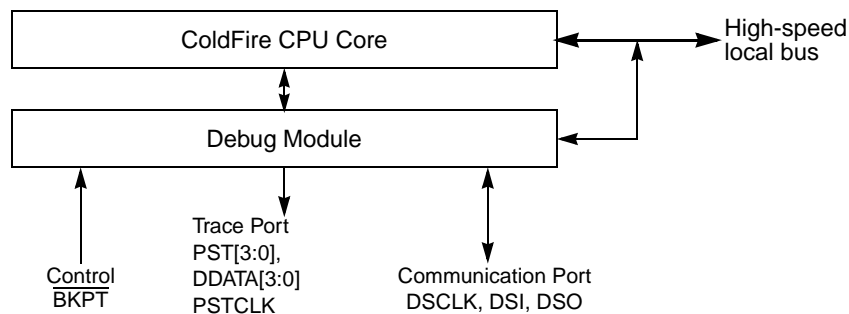 ColdFire CPU Core
High-speed
local bus
Debug Module
Control
BKPT
Trace Port
PST[3:0],
DDATA[3:0]
PSTCLK
Communication Port
DSCLK, DSI, DSO